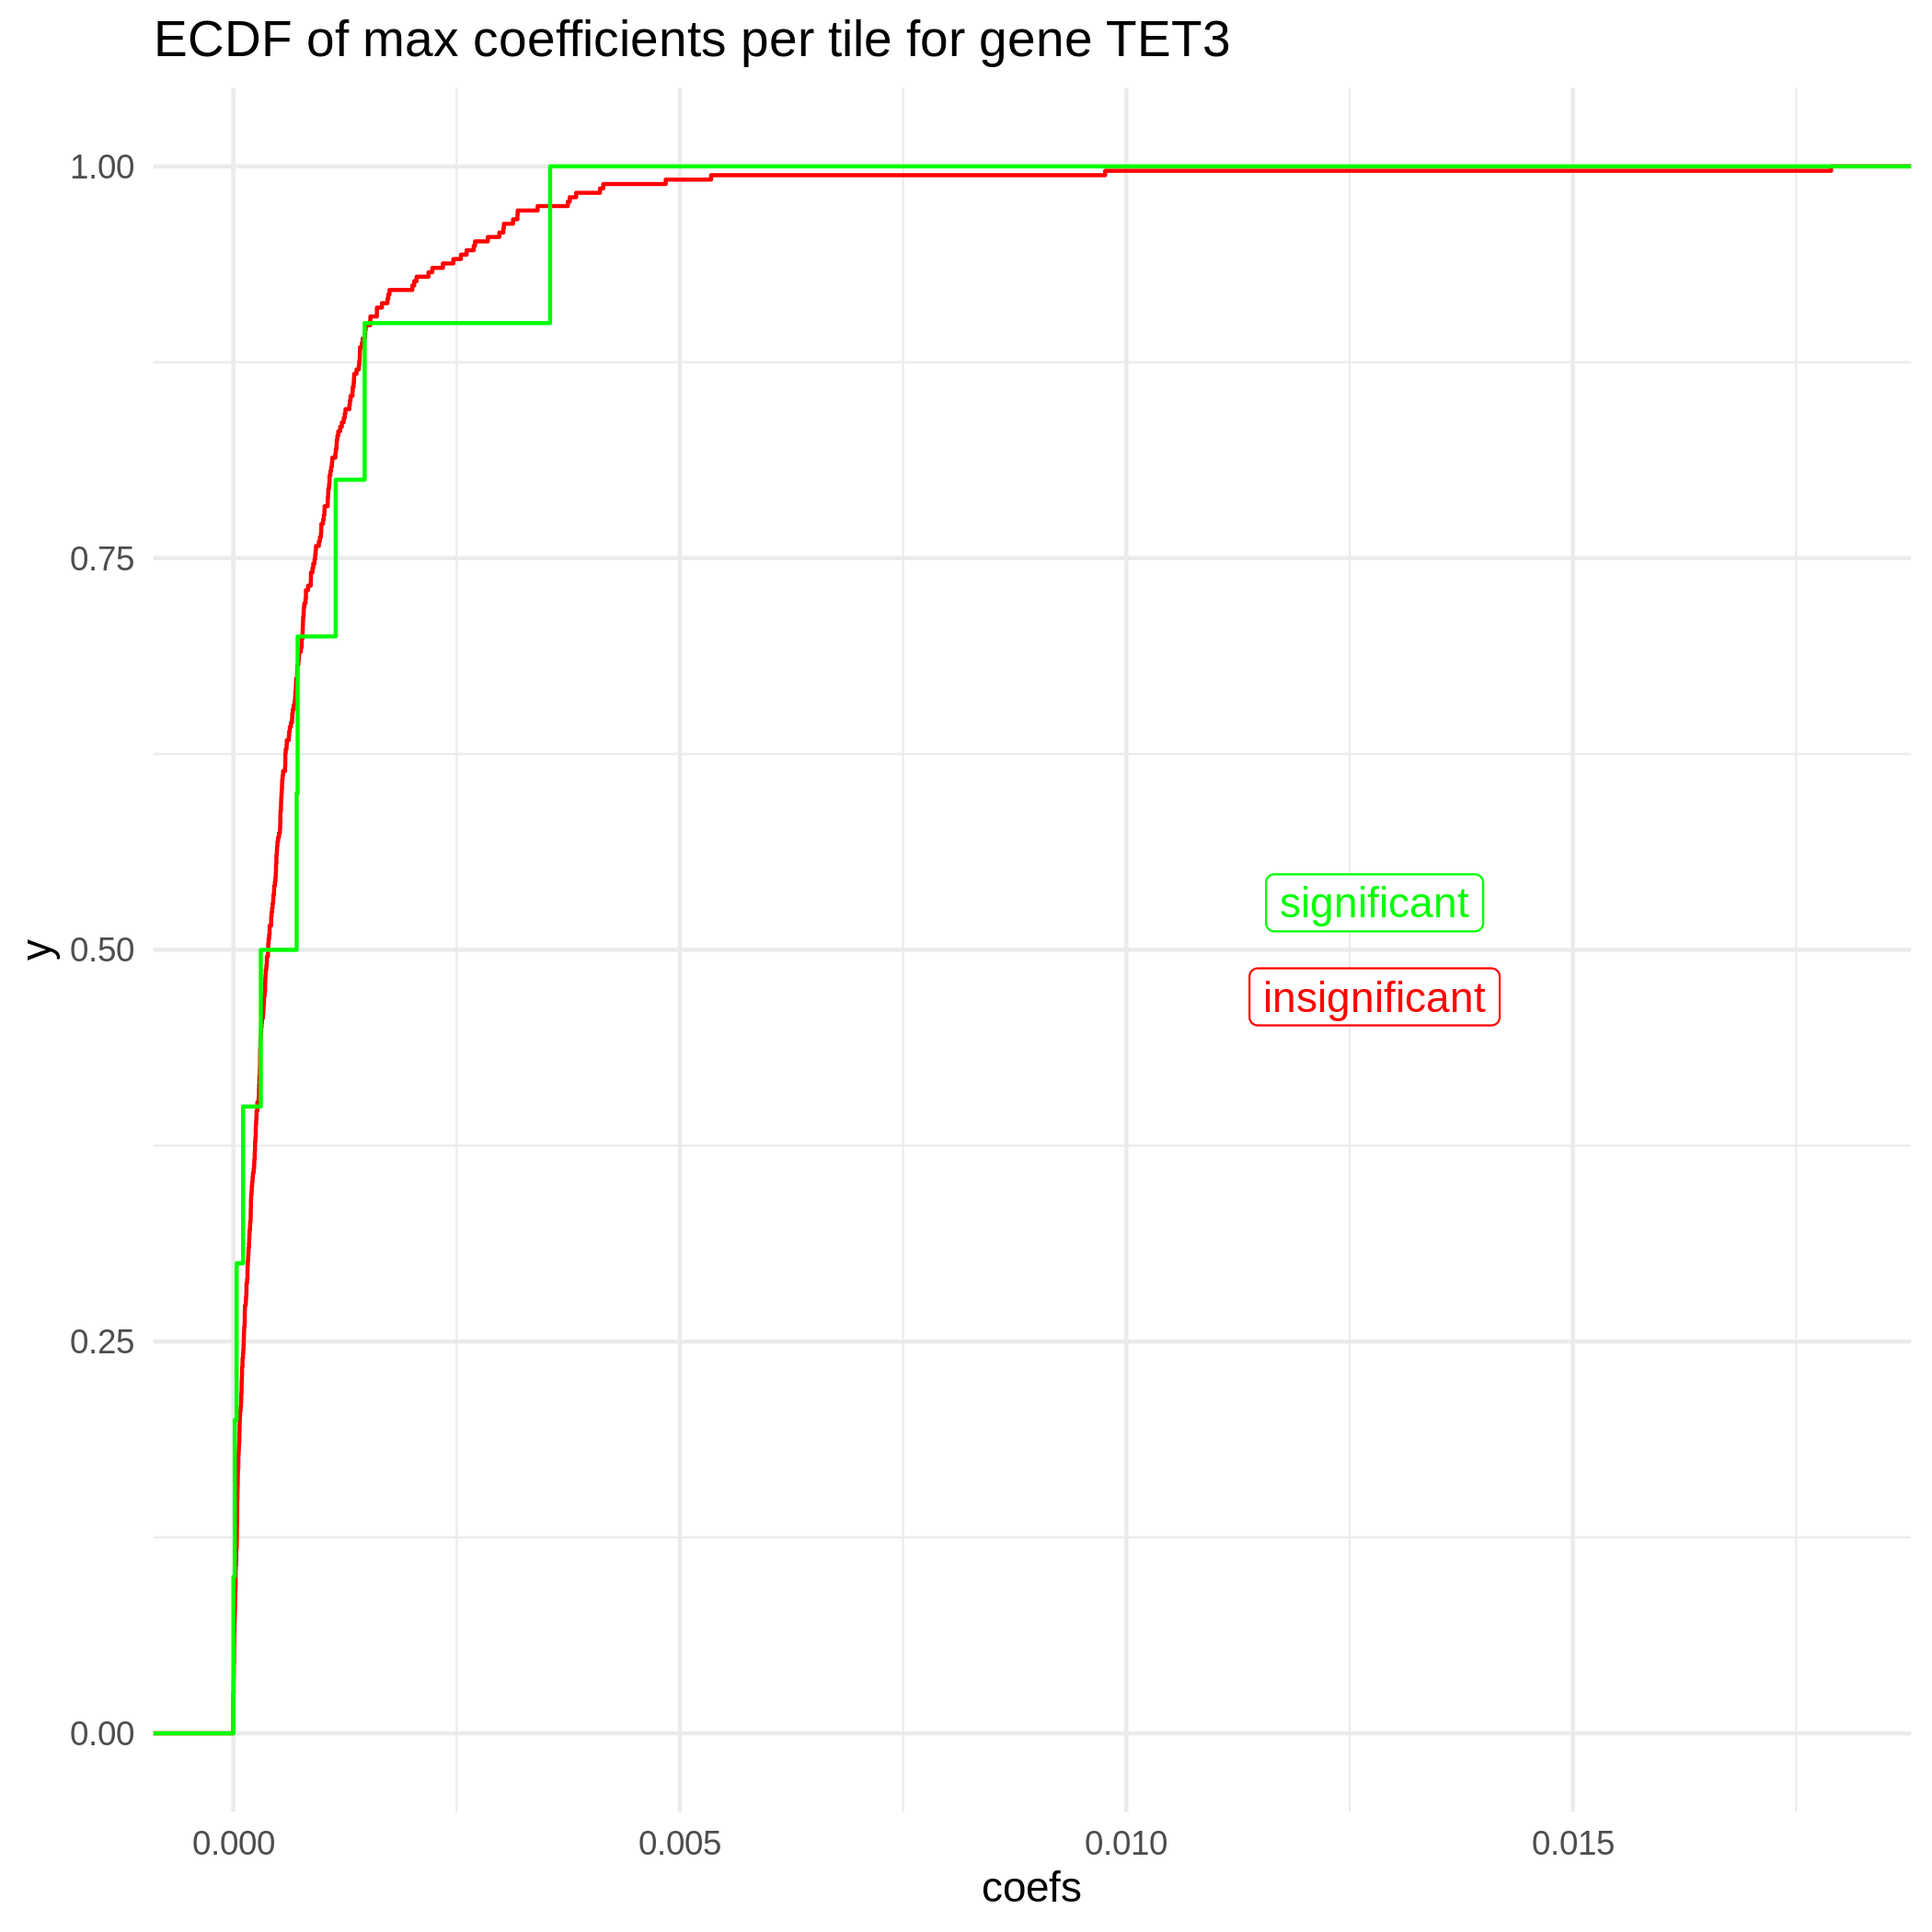 ECDF of max coefficients per tile for gene TET3
1.00
0.75
0.50
0.25
0.00
y
significant
insignificant
0.000
0.005
0.010
0.015
coefs